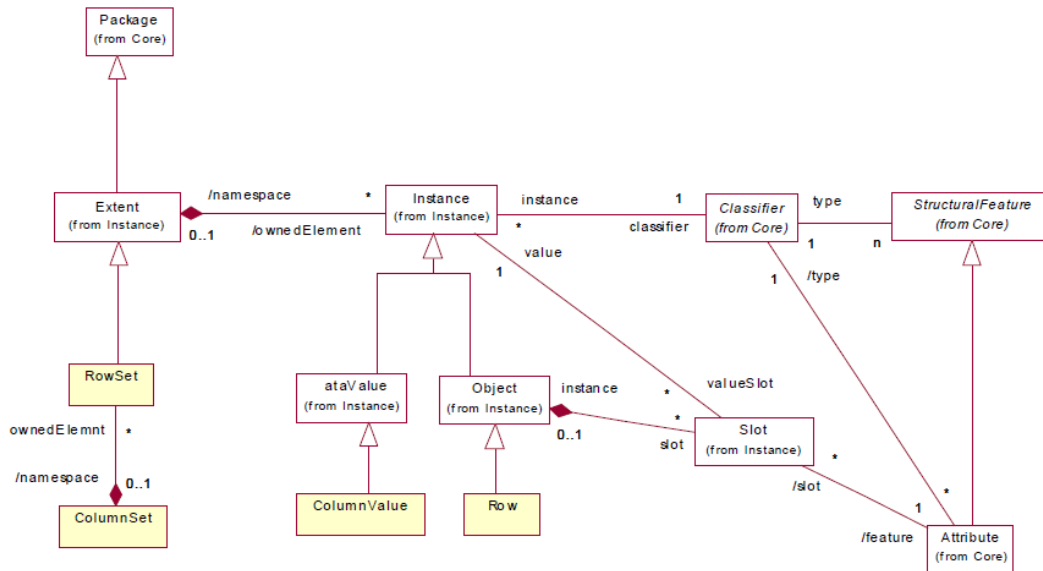 Package
(from Core)
Extent
(from Instance)
/namespace
*
0..1
/ownedElement
Instance
(from Instance)
instance
1
*
classifier
Classifier
(from Core)
type
1
n
StructuralFeature
(from Core)
value
1
/type
1
RowSet
ownedElemnt
*
/namespace
0..1
ColumnSet
ataValue
(from Instance)
Object
(from Instance)
instance
0..1
valueSlot
*
*
slot
Slot
(from Instance)
*
/slot
ColumnValue
Row
*
1
/feature
Attribute
(from Core)